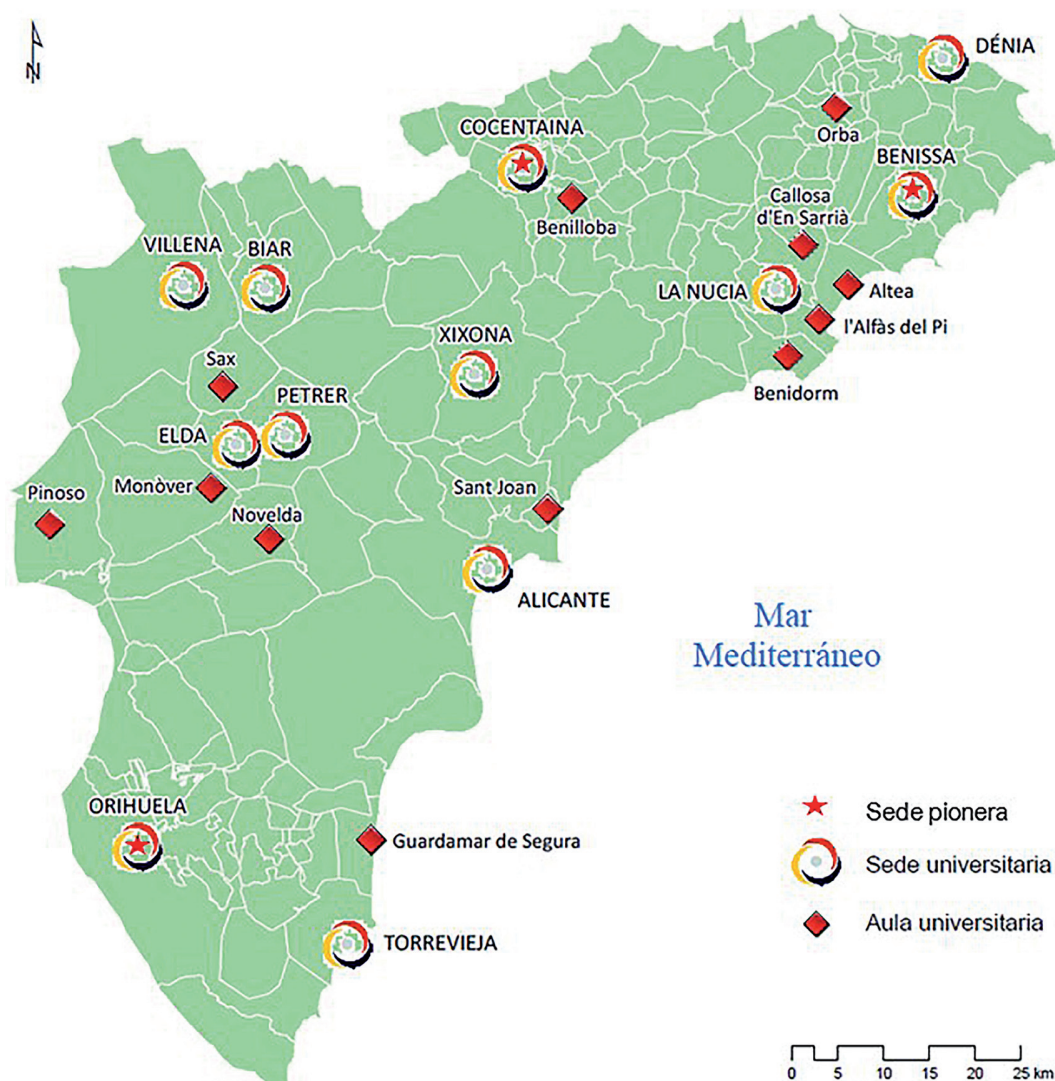 N
DÉNIA
Orba
COCENTAINA
BENISSA
Benilloba
Callosa
d'En Sarrià
VILLENA
BIAR
LA NUCIA
Altea
l'Alfàs del Pi
XIXONA
Sax
Benidorm
PETRER
ELDA
Monòver
Sant Joan
Pinoso
Novelda
ALICANTE
Mar
Mediterráneo
ORIHUELA
Guardamar de Segura
TORREVIEJA
Sede pionera
Sede universitaria
Aula universitaria
0 5 10 15 20 25 km